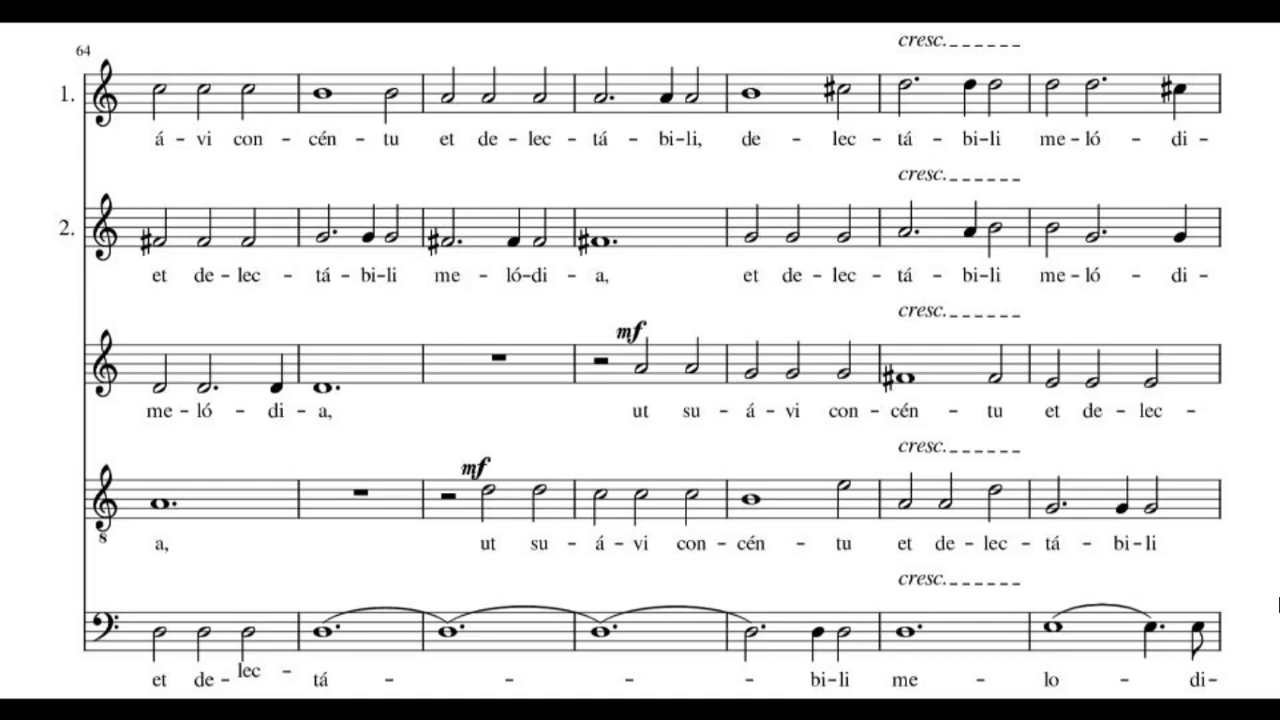 cresc.
64
1.
á - vi con - cén - tu et de - lec - tá - bi - li, de - lec - tá - bi - li me - ló - di -
cresc.
2.
et de - lec - tá - bi - li me - ló - di - a, et de - lec - tá - bi - li me - ló - di -
cresc.
mf
me - ló - di - a, ut su - á - vi con - cén - tu et de - lec -
cresc.
mf
8
a, ut su - á - vi con - cén - tu et de - lec - tá - bi - li
cresc.
et de - lec - tá - - - - bi - li me - lo - di -